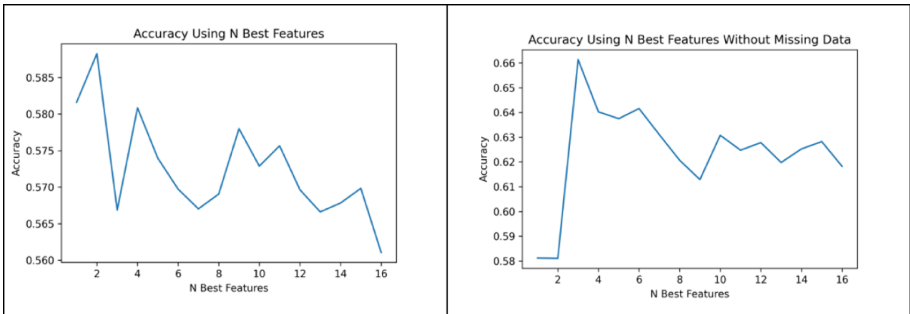 Accuracy Using N Best Features
0.585
0.580
0.575
0.570
0.565
0.560
Accuracy
2 4 6 8 10 12 14 16
N Best Features
Accuracy Using N Best Features Without Missing Data
0.66
0.65
0.64
0.63
0.62
0.61
0.60
0.59
0.58
Accuracy
2 4 6 8 10 12 14 16
N Best Features